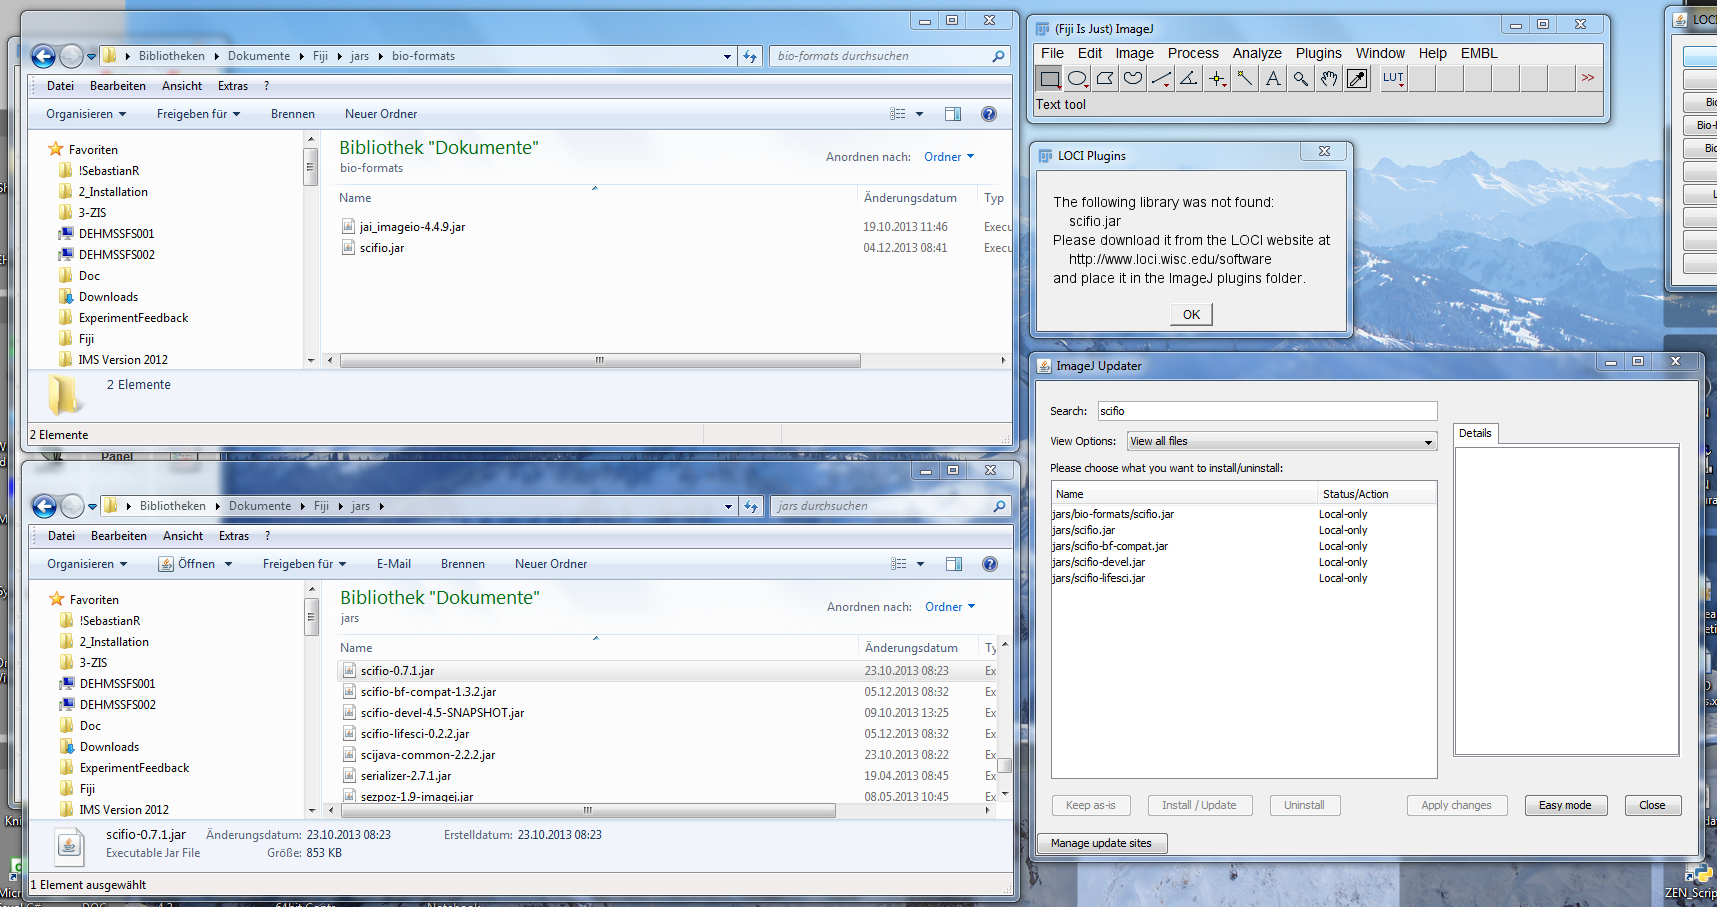 Bibliotheken Dokumente Fiji jars bio-formats
bio-formats durchsuchen
Datei Bearbeiten Ansicht Extras ?
Organisieren Freigeben für Brennen Neuer Ordner
Favoriten
!SebastianR
2_Installation
3-ZIS
DEHMSSFS001
DEHMSSFS002
Doc
Downloads
ExperimentFeedback
Fiji
IMS Version 2012
Bibliothek "Dokumente"
bio-formats
Anordnen nach: Ordner
Name Änderungsdatum Typ
jai_imageio-4.4.9.jar 19.10.2013 11:46 Execu
scifio.jar 04.12.2013 08:41 Execu
2 Elemente
2 Elemente
Panel
Bibliotheken Dokumente Fiji jars
jars durchsuchen
Datei Bearbeiten Ansicht Extras ?
Organisieren Öffnen Freigeben für E-Mail Brennen Neuer Ordner
Favoriten
!SebastianR
2_Installation
3-ZIS
DEHMSSFS001
DEHMSSFS002
Doc
Downloads
ExperimentFeedback
Fiji
IMS Version 2012
Bibliothek "Dokumente"
jars
Anordnen nach: Ordner
Name Änderungsdatum Ty
scifio-0.7.1.jar 23.10.2013 08:23 Ex
scifio-bf-compat-1.3.2.jar 05.12.2013 08:32 Ex
scifio-devel-4.5-SNAPSHOT.jar 09.10.2013 13:25 Ex
scifio-lifesci-0.2.2.jar 05.12.2013 08:32 Ex
scijava-common-2.2.2.jar 23.10.2013 08:22 Ex
serializer-2.7.1.jar 19.04.2013 08:45 Ex
sezpoz-1.9-imagej.jar 08.05.2013 10:45 Ex
scifio-0.7.1.jar Änderungsdatum: 23.10.2013 08:23 Erstelldatum: 23.10.2013 08:23
Executable Jar File Größe: 853 KB
1 Element ausgewählt
(Fiji Is Just) ImageJ
File Edit Image Process Analyze Plugins Window Help EMBL
A LUT >>
Text tool
LOCI Plugins
The following library was not found:
scifio.jar
Please download it from the LOCI website at
http://www.loci.wisc.edu/software
and place it in the ImageJ plugins folder.
OK
LOCI
Bio
Bio-F
Bio
L
ImageJ Updater
Search: scifio
View Options: View all files
Please choose what you want to install/uninstall:
Name Status/Action
jars/bio-formats/scifio.jar Local-only
jars/scifio.jar Local-only
jars/scifio-bf-compat.jar Local-only
jars/scifio-devel.jar Local-only
jars/scifio-lifesci.jar Local-only
Details
Keep as-is Install / Update Uninstall Apply changes Easy mode Close
Manage update sites
ZEN_Scrip